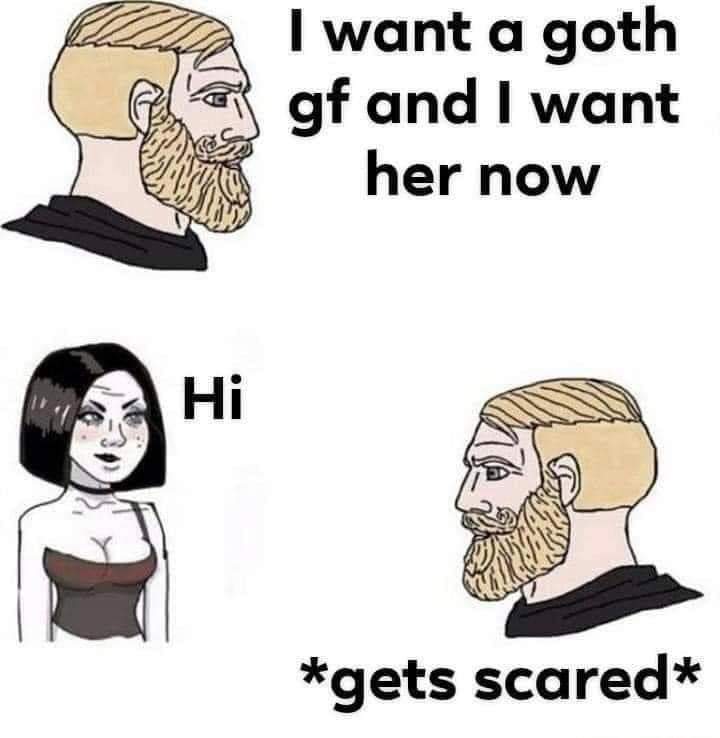 I want a goth
gf and I want
her now
Hi
*gets scared*